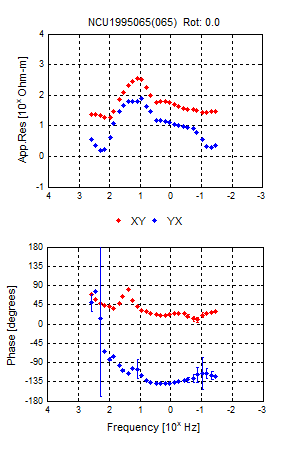 NCU1995065(065) Rot: 0.0
App.Res [10^x Ohm-m]
4
3
2
1
0
-1
4 3 2 1 0 -1 -2 -3
XY YX
Phase [degrees]
180
135
90
45
0
-45
-90
-135
-180
4 3 2 1 0 -1 -2 -3
Frequency [10^x Hz]